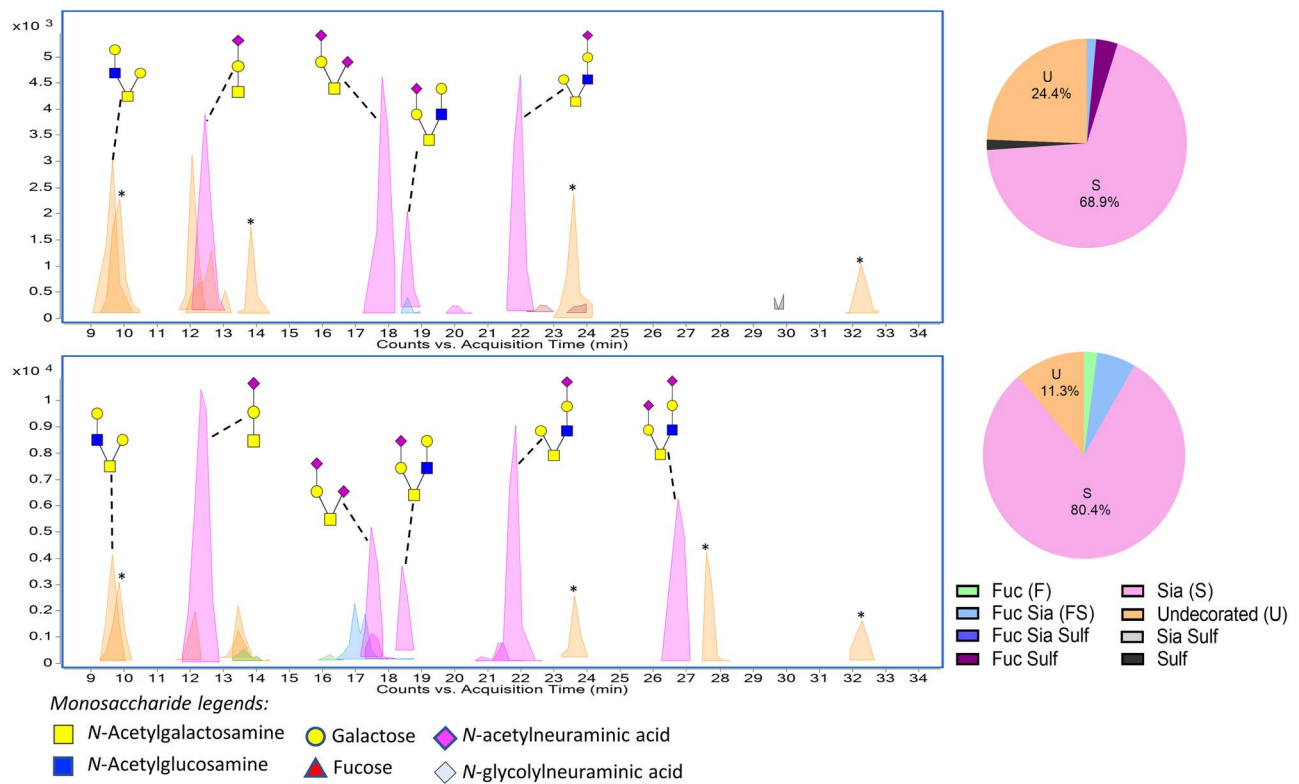 x10 3
5
4.5
4
3.5
3
2.5
2
1.5
1
0.5
0
* * * *
9 10 11 12 13 14 15 16 17 18 19 20 21 22 23 24 25 26 27 28 29 30 31 32 33 34
Counts vs. Acquisition Time (min)
U
24.4%
S
68.9%
x10 4
1
0.9
0.8
0.7
0.6
0.5
0.4
0.3
0.2
0.1
0
* * * *
9 10 11 12 13 14 15 16 17 18 19 20 21 22 23 24 25 26 27 28 29 30 31 32 33 34
Counts vs. Acquisition Time (min)
U
11.3%
S
80.4%
Fuc (F) Sia (S)
Fuc Sia (FS) Undecorated (U)
Fuc Sia Sulf Sia Sulf
Fuc Sulf Sulf
Monosaccharide legends:
N-Acetylgalactosamine Galactose N-acetylneuraminic acid
N-Acetylglucosamine Fucose N-glycolylneuraminic acid